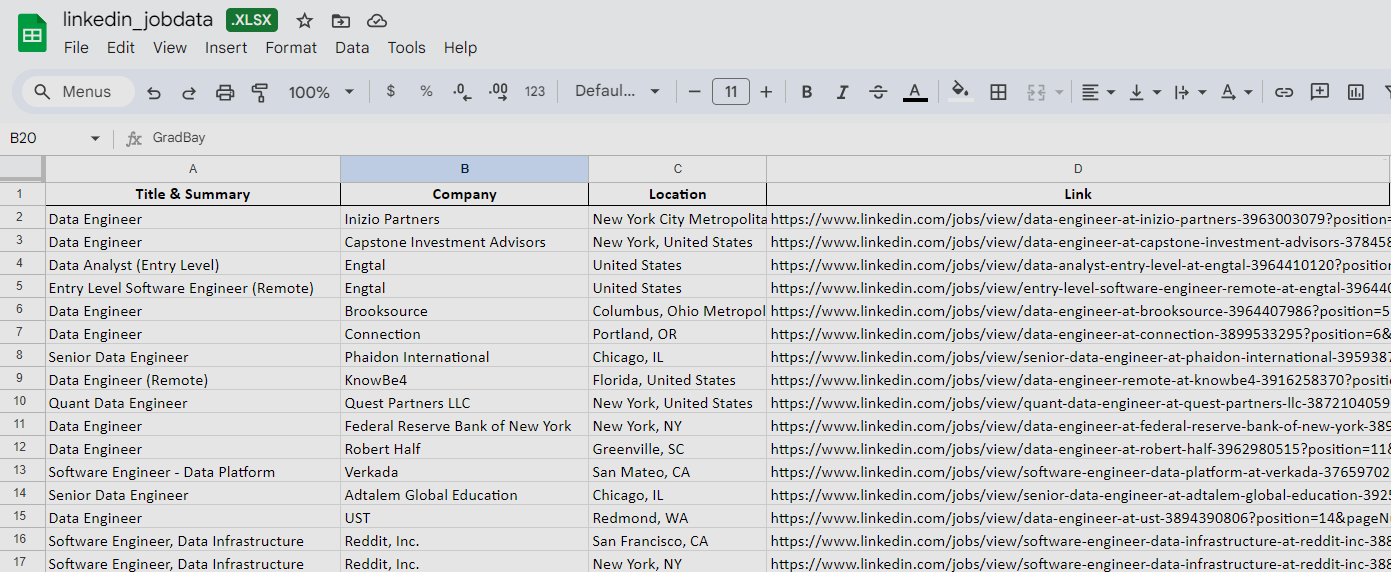 linkedin_jobdata .XLSX
File Edit View Insert Format Data Tools Help
Menus 100% $ % .0 .00 123 Defaul... 11 B I S A A
B20 fx GradBay
A B C D
1 Title & Summary Company Location Link
2 Data Engineer Inizio Partners New York City Metropolita https://www.linkedin.com/jobs/view/data-engineer-at-inizio-partners-3963003079?position=
3 Data Engineer Capstone Investment Advisors New York, United States https://www.linkedin.com/jobs/view/data-engineer-at-capstone-investment-advisors-378458
4 Data Analyst (Entry Level) Engtal United States https://www.linkedin.com/jobs/view/data-analyst-entry-level-at-engtal-3964410120?position
5 Entry Level Software Engineer (Remote) Engtal United States https://www.linkedin.com/jobs/view/entry-level-software-engineer-remote-at-engtal-396440
6 Data Engineer Brooksource Columbus, Ohio Metropol https://www.linkedin.com/jobs/view/data-engineer-at-brooksource-3964407986?position=5
7 Data Engineer Connection Portland, OR https://www.linkedin.com/jobs/view/data-engineer-at-connection-3899533295?position=6&
8 Senior Data Engineer Phaidon International Chicago, IL https://www.linkedin.com/jobs/view/senior-data-engineer-at-phaidon-international-3959387
9 Data Engineer (Remote) KnowBe4 Florida, United States https://www.linkedin.com/jobs/view/data-engineer-remote-at-knowbe4-3916258370?positi
10 Quant Data Engineer Quest Partners LLC New York, United States https://www.linkedin.com/jobs/view/quant-data-engineer-at-quest-partners-llc-3872104059
11 Data Engineer Federal Reserve Bank of New York New York, NY https://www.linkedin.com/jobs/view/data-engineer-at-federal-reserve-bank-of-new-york-389
12 Data Engineer Robert Half Greenville, SC https://www.linkedin.com/jobs/view/data-engineer-at-robert-half-3962980515?position=11&
13 Software Engineer - Data Platform Verkada San Mateo, CA https://www.linkedin.com/jobs/view/software-engineer-data-platform-at-verkada-37659702
14 Senior Data Engineer Adtalem Global Education Chicago, IL https://www.linkedin.com/jobs/view/senior-data-engineer-at-adtalem-global-education-3925
15 Data Engineer UST Redmond, WA https://www.linkedin.com/jobs/view/data-engineer-at-ust-3894390806?position=14&pageNu
16 Software Engineer, Data Infrastructure Reddit, Inc. San Francisco, CA https://www.linkedin.com/jobs/view/software-engineer-data-infrastructure-at-reddit-inc-388
17 Software Engineer, Data Infrastructure Reddit, Inc. New York, NY https://www.linkedin.com/jobs/view/software-engineer-data-infrastructure-at-reddit-inc-388